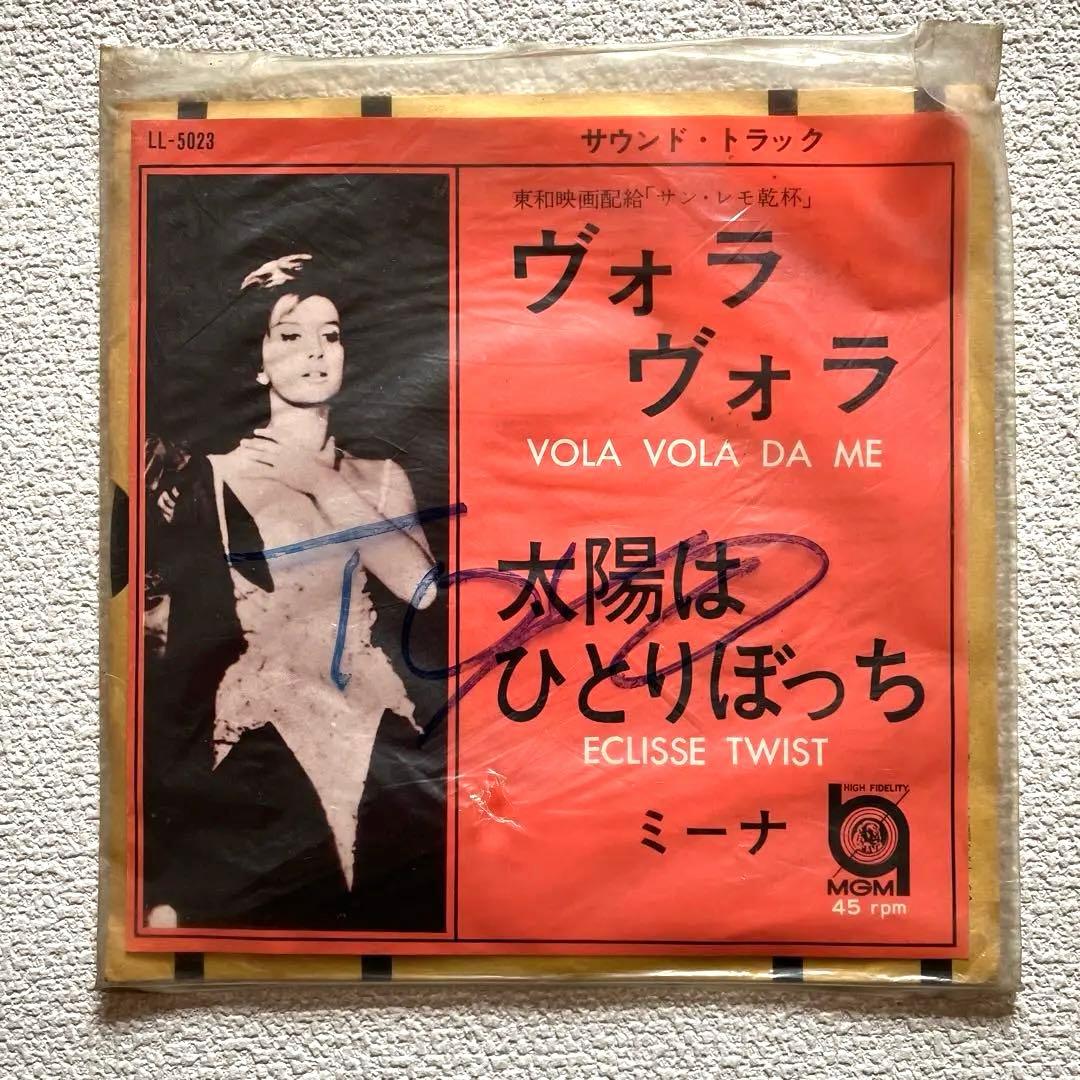 LL-5023
サウンド・トラック
東和映画配給「サン・レモ乾杯」
ヴォラ
ヴォラ
VOLA VOLA DA ME
太陽は
ひとりぼっち
ECLISSE TWIST
ミーナ
HIGH FIDELITY
MGM
45 rpm